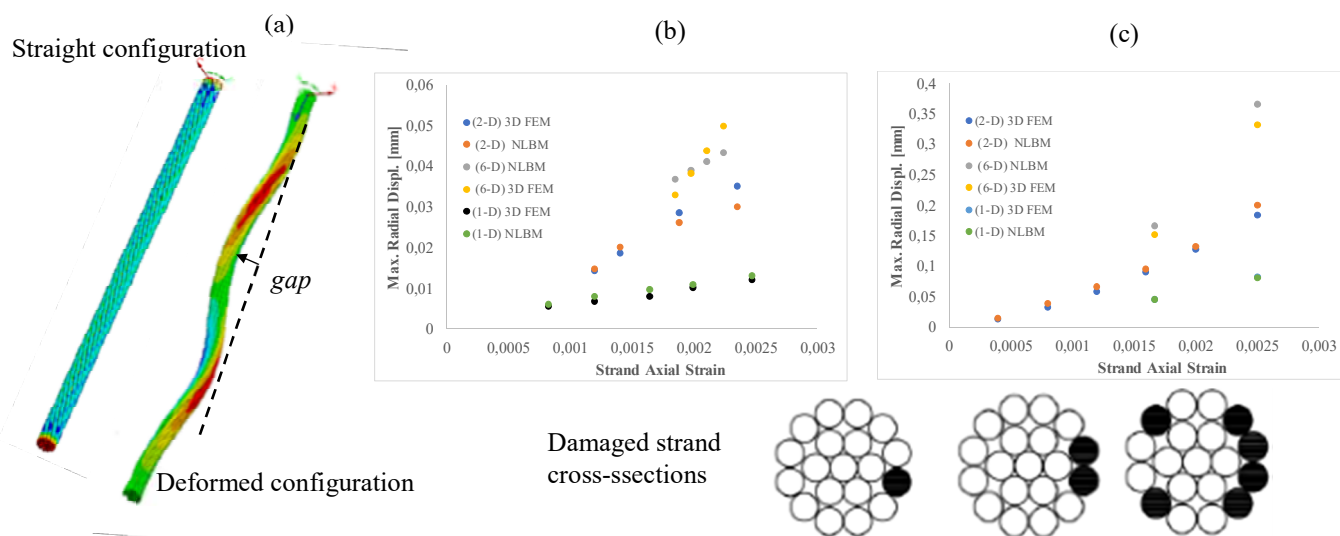 (a)
Straight configuration
gap
Deformed configuration
(b)
0,06
0,05
0,04
0,03
0,02
0,01
0
Max. Radial Displ. [mm]
(2-D) 3D FEM
(2-D) NLBM
(6-D) NLBM
(6-D) 3D FEM
(1-D) 3D FEM
(1-D) NLBM
0 0,0005 0,001 0,0015 0,002 0,0025 0,003
Strand Axial Strain
(c)
0,4
0,35
0,3
0,25
0,2
0,15
0,1
0,05
0
Max. Radial Displ. [mm]
(2-D) 3D FEM
(2-D) NLBM
(6-D) NLBM
(6-D) 3D FEM
(1-D) 3D FEM
(1-D) NLBM
0 0,0005 0,001 0,0015 0,002 0,0025 0,003
Strand Axial Strain
Damaged strand
cross-ssections